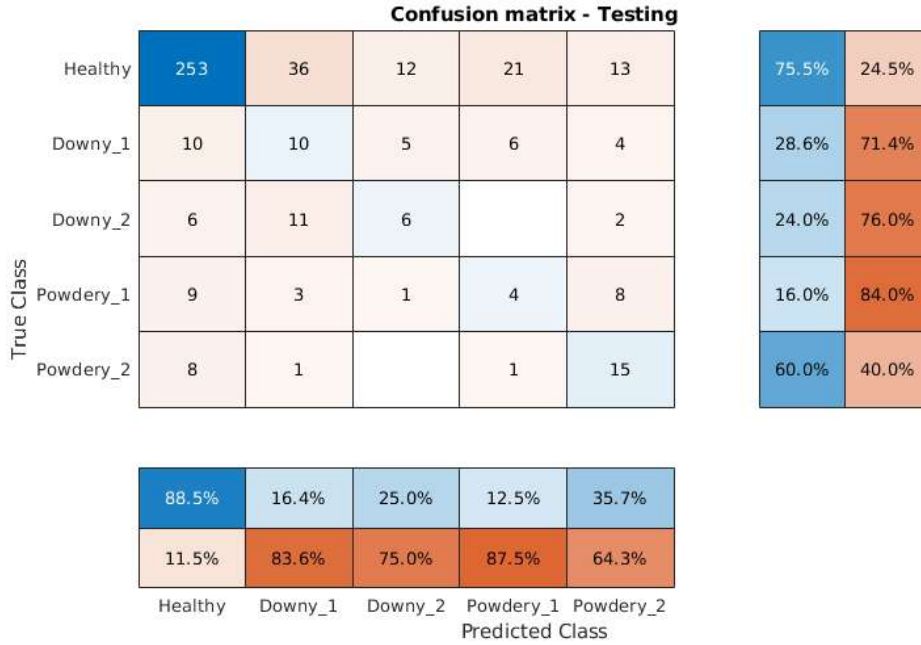 Confusion matrix - Testing
Healthy 253 36 12 21 13 75.5% 24.5%
Downy_1 10 10 5 6 4 28.6% 71.4%
Downy_2 6 11 6 2 24.0% 76.0%
Powdery_1 9 3 1 4 8 16.0% 84.0%
Powdery_2 8 1 1 15 60.0% 40.0%
True Class
88.5% 16.4% 25.0% 12.5% 35.7%
11.5% 83.6% 75.0% 87.5% 64.3%
Healthy Downy_1 Downy_2 Powdery_1 Powdery_2
Predicted Class